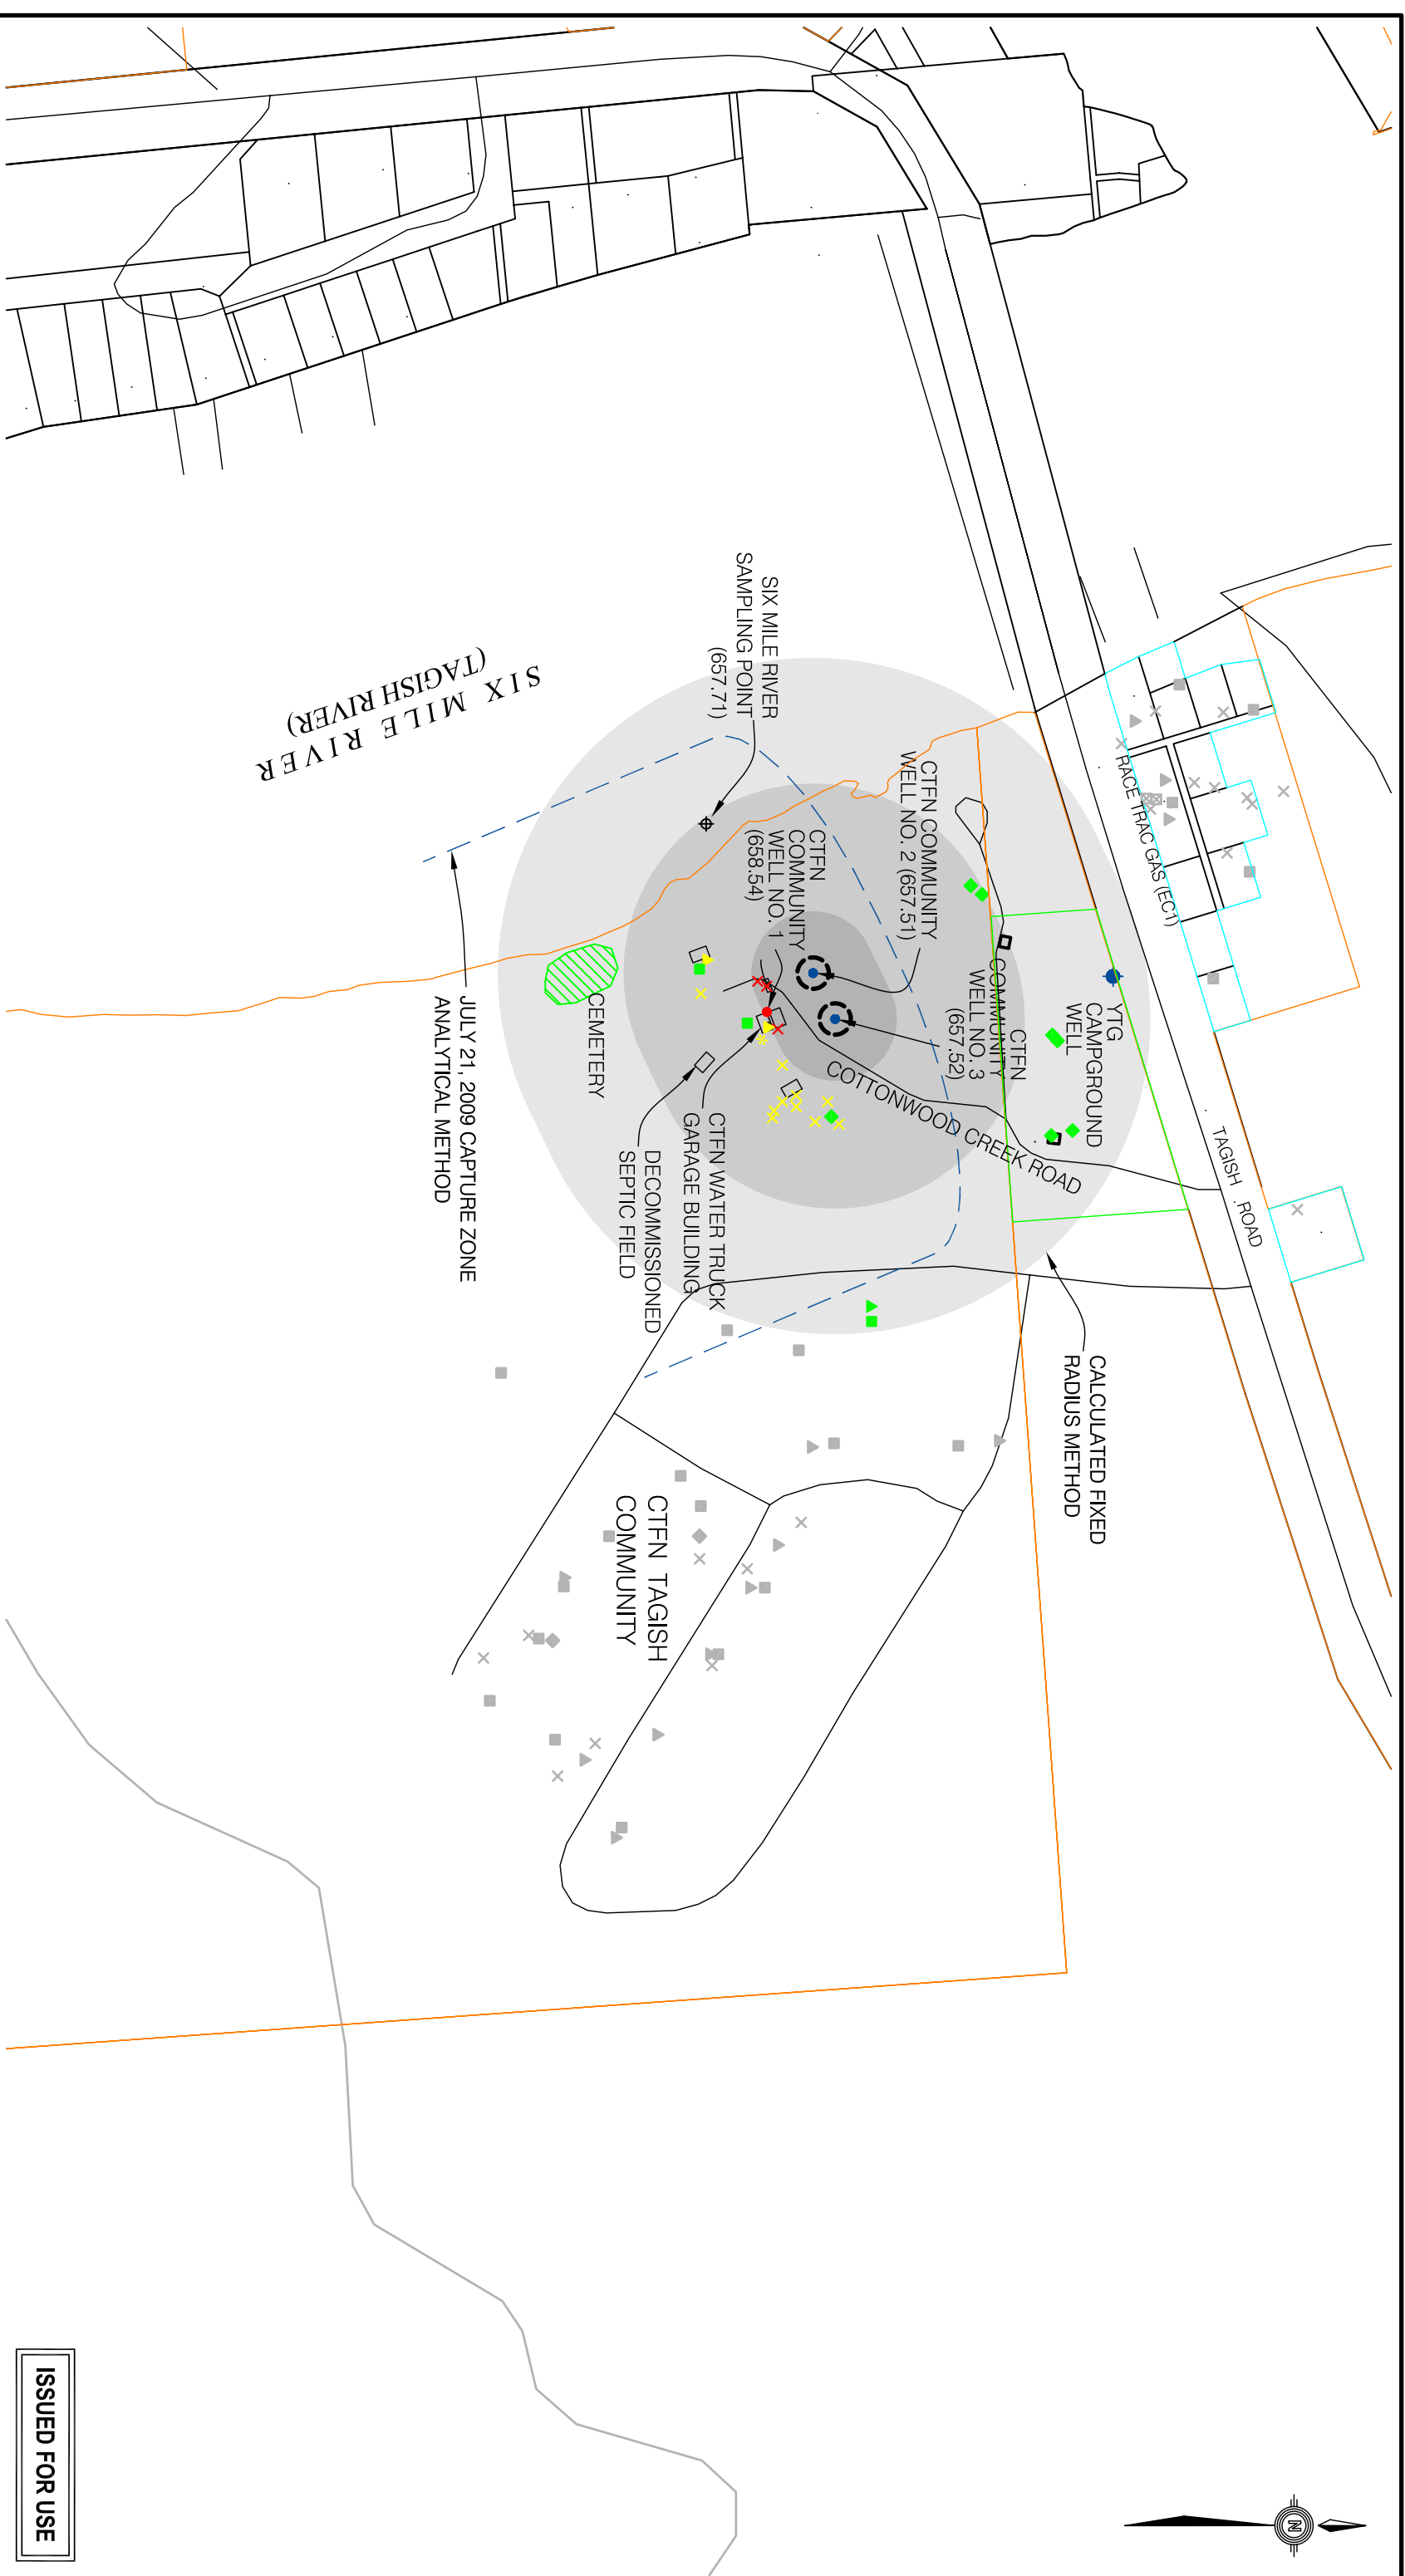 RACE TRAC GAS (EC1)
TAGISH ROAD
YTG
CAMPGROUND
WELL
CALCULATED FIXED
RADIUS METHOD
CTFN
COMMUNITY
WELL NO. 3
(657.52)
COTTONWOOD CREEK ROAD
CTFN COMMUNITY
WELL NO. 2 (657.51)
CTFN
COMMUNITY
WELL NO. 1
(658.54)
SIX MILE RIVER
SAMPLING POINT
(657.71)
CTFN WATER TRUCK
GARAGE BUILDING
DECOMMISSIONED
SEPTIC FIELD
CEMETERY
CTFN TAGISH
COMMUNITY
SIX MILE RIVER
(TAGISH RIVER)
JULY 21, 2009 CAPTURE ZONE
ANALYTICAL METHOD
N
ISSUED FOR USE